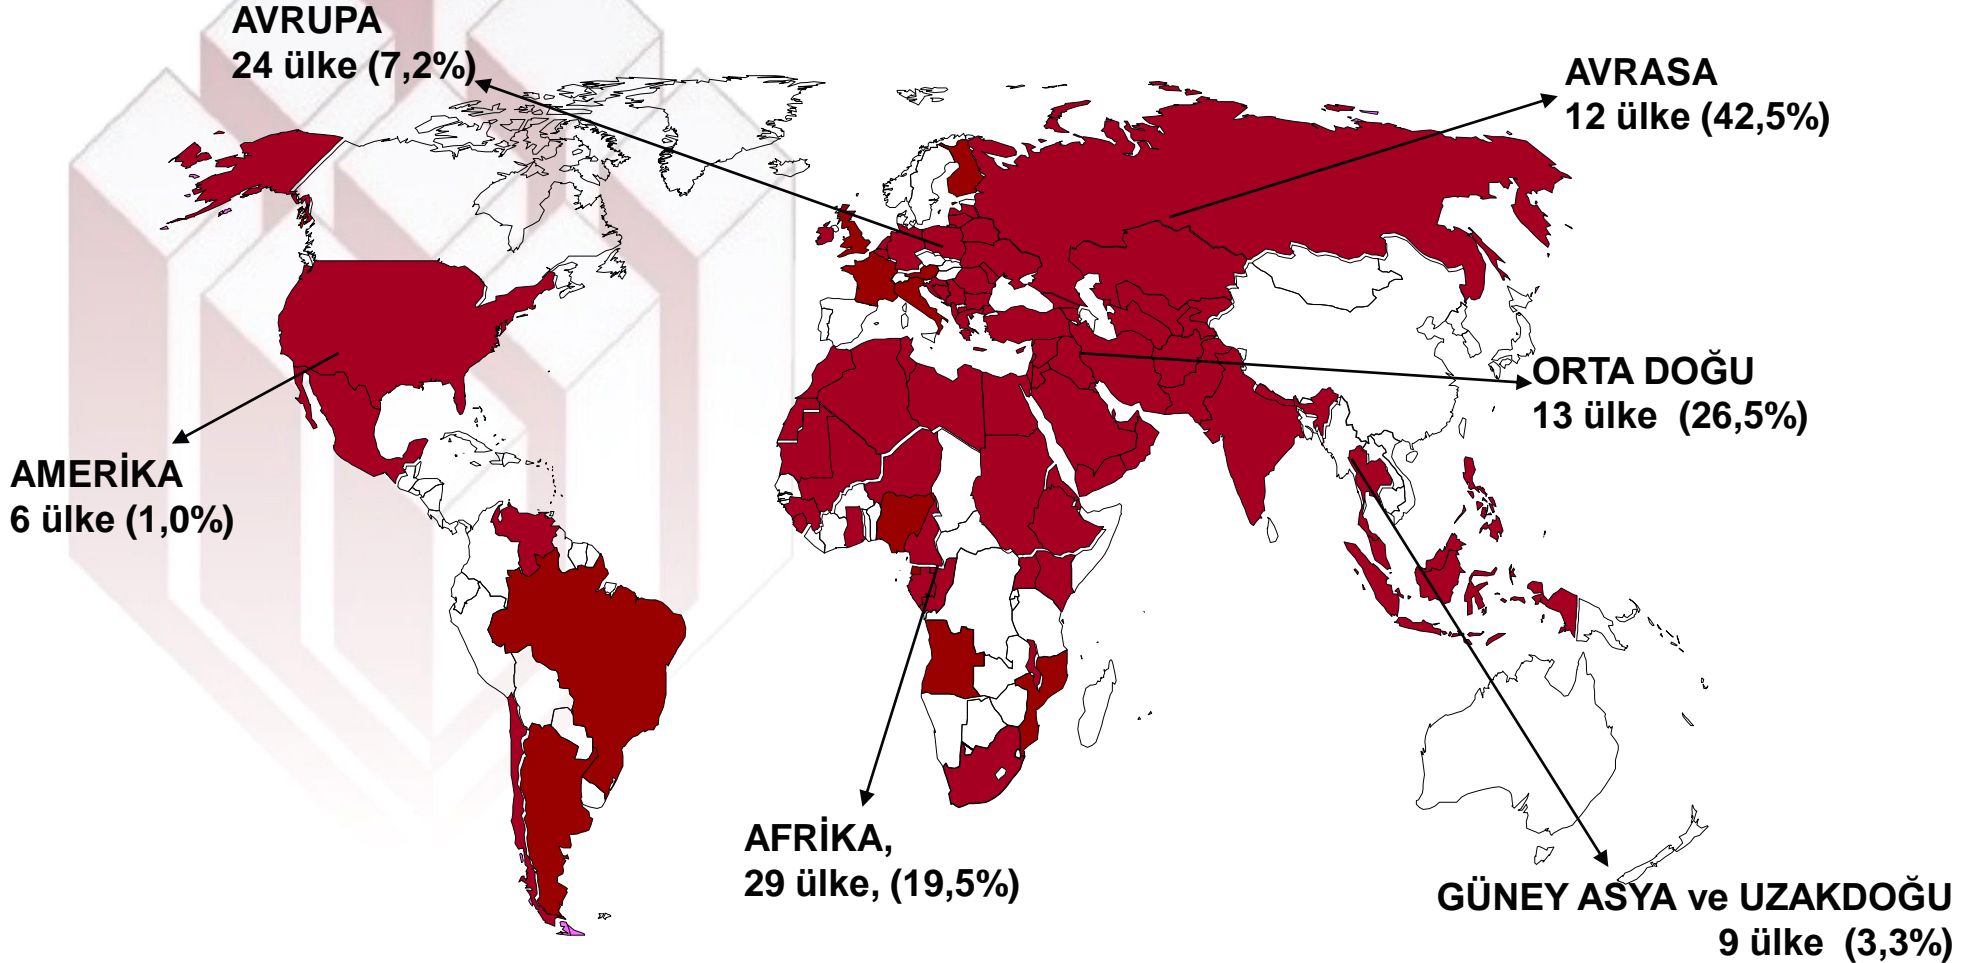 AVRUPA
24 ülke (7,2%)
AVRASA
12 ülke (42,5%)
ORTA DOĞU
13 ülke (26,5%)
AMERİKA
6 ülke (1,0%)
AFRİKA,
29 ülke, (19,5%)
GÜNEY ASYA ve UZAKDOĞU
9 ülke (3,3%)